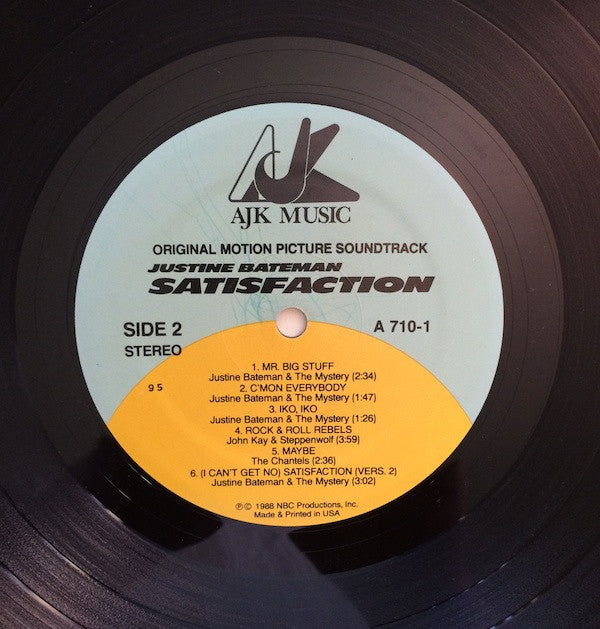 AJK
AJK MUSIC
ORIGINAL MOTION PICTURE SOUNDTRACK
JUSTINE BATEMAN
SATISFACTION
SIDE 2
A 710-1
STEREO
95
1. MR. BIG STUFF
Justine Bateman & The Mystery (2:34)
2. C'MON EVERYBODY
Justine Bateman & The Mystery (1:47)
3. IKO, IKO
Justine Bateman & The Mystery (1:26)
4. ROCK & ROLL REBELS
John Kay & Steppenwolf (3:59)
5. MAYBE
The Chantels (2:36)
6. (I CAN'T GET NO) SATISFACTION (VERS. 2)
Justine Bateman & The Mystery (3:02)
℗© 1988 NBC Productions, Inc.
Made & Printed in USA